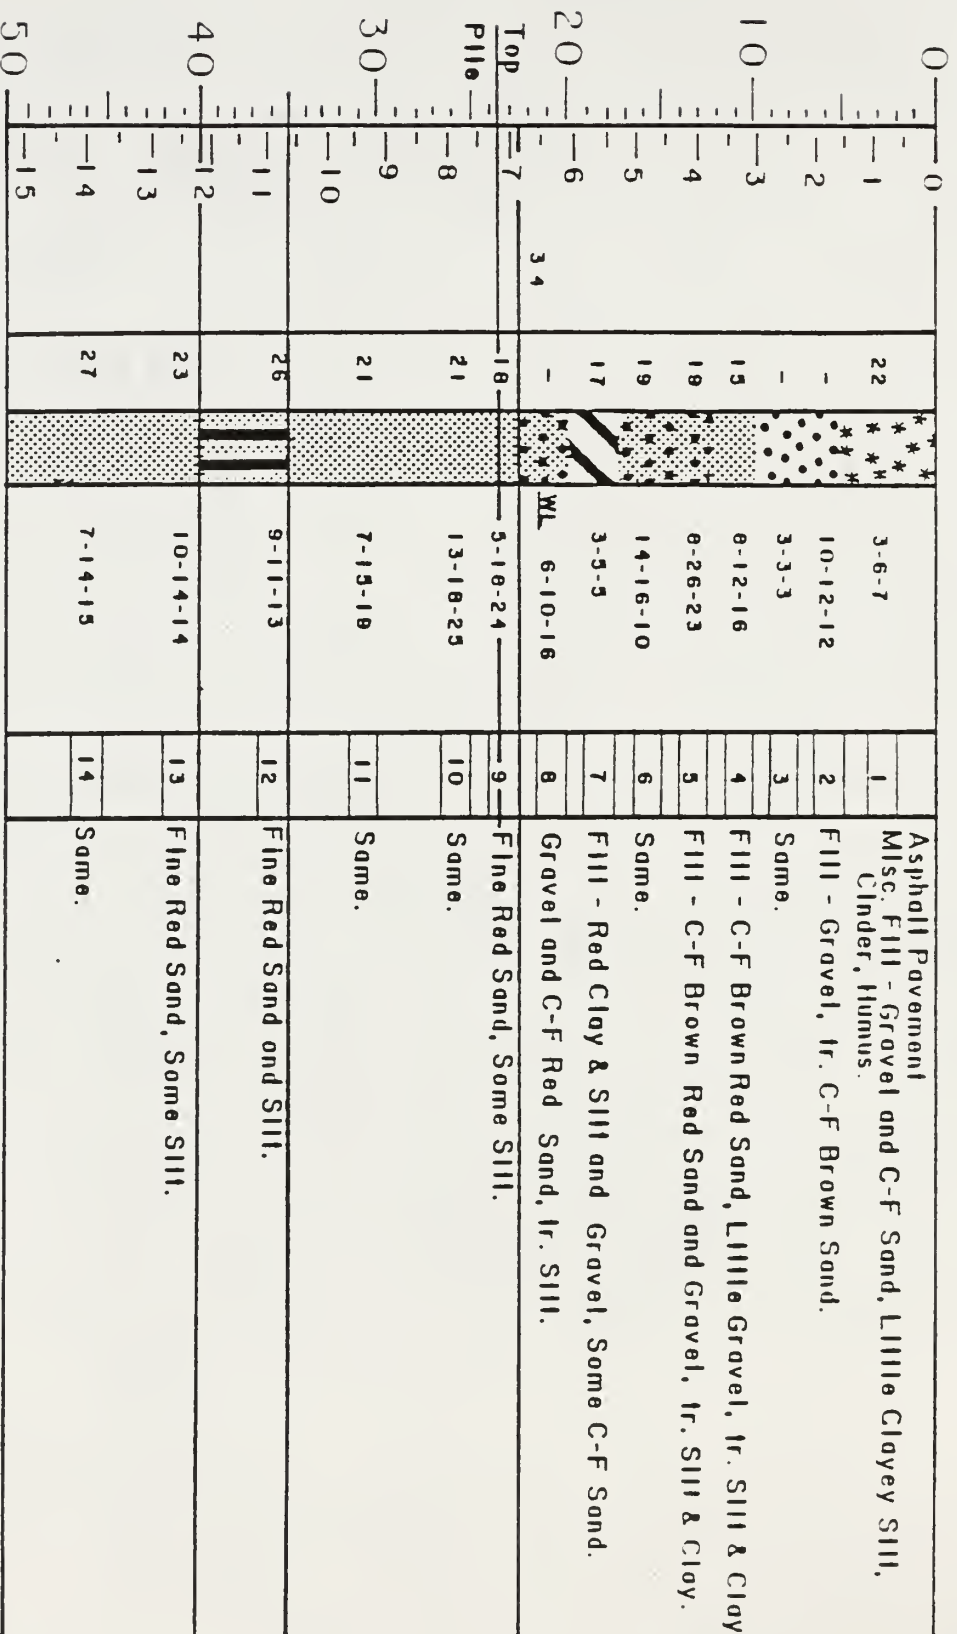 0 0 Asphalt Pavement
1 22 3-6-7 1 Misc. Fill - Gravel and C-F Sand, Little Clayey Silt,
Cinder, Humus.
2 - 10-12-12 2 Fill - Gravel, tr. C-F Brown Sand.
- 3-3-3 3 Same.
10 3 15 8-12-16 4 Fill - C-F Brown Red Sand, Little Gravel, tr. Silt & Clay
4 18 8-26-23 5 Fill - C-F Brown Red Sand and Gravel, tr. Silt & Clay.
5 19 14-16-10 6 Same.
20 6 17 3-5-5 7 Fill - Red Clay & Silt and Gravel, Some C-F Sand.
34 - WL 6-10-16 8 Gravel and C-F Red Sand, tr. Silt.
Top 7 18 5-18-24 9 Fine Red Sand, Some Silt.
Pile
8 21 13-18-25 10 Same.
30 9 21 7-15-19 11 Same.
10
11 26 9-11-13 12 Fine Red Sand and Silt.
40 12 23 10-14-14 13 Fine Red Sand, Some Silt.
13
14 27 7-14-15 14 Same.
50 15